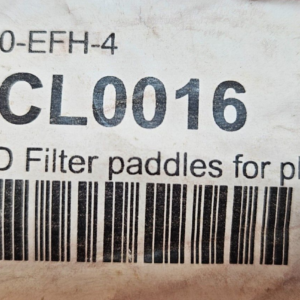 0-EFH-4
CL0016
D Filter paddles for pl